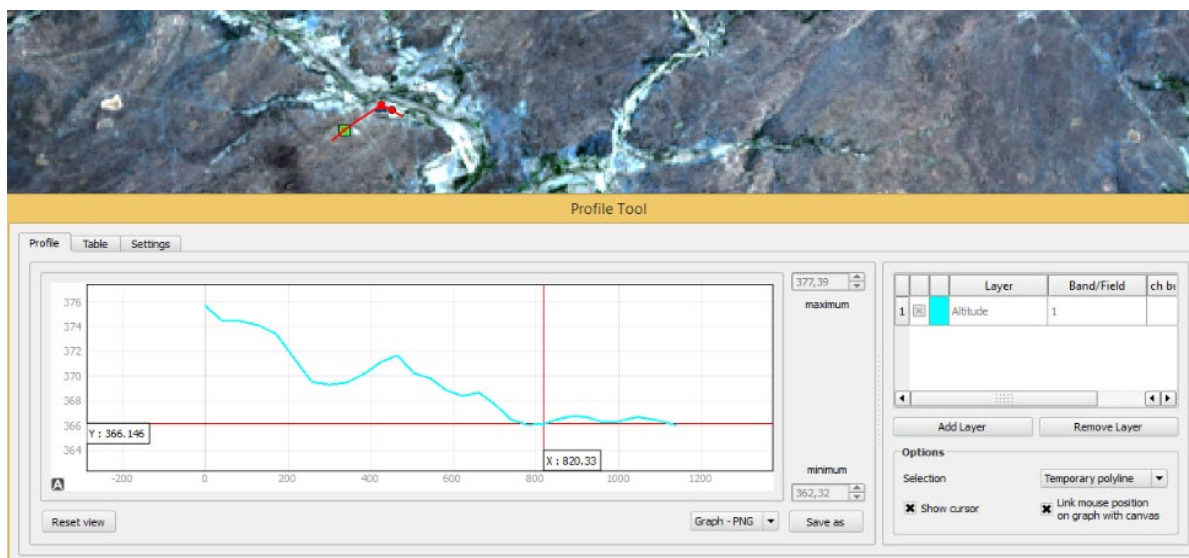 Profile Tool
Profile Table Settings
377,39
maximum
Layer Band/Field ch bu
1 Altitude 1
376
374
372
370
368
366
364
Y : 366.146
X : 820.33
-200 0 200 400 600 800 1000 1200
A
minimum
362,32
Add Layer Remove Layer
Options
Selection Temporary polyline
Show cursor Link mouse position
on graph with canvas
Reset view Graph - PNG Save as